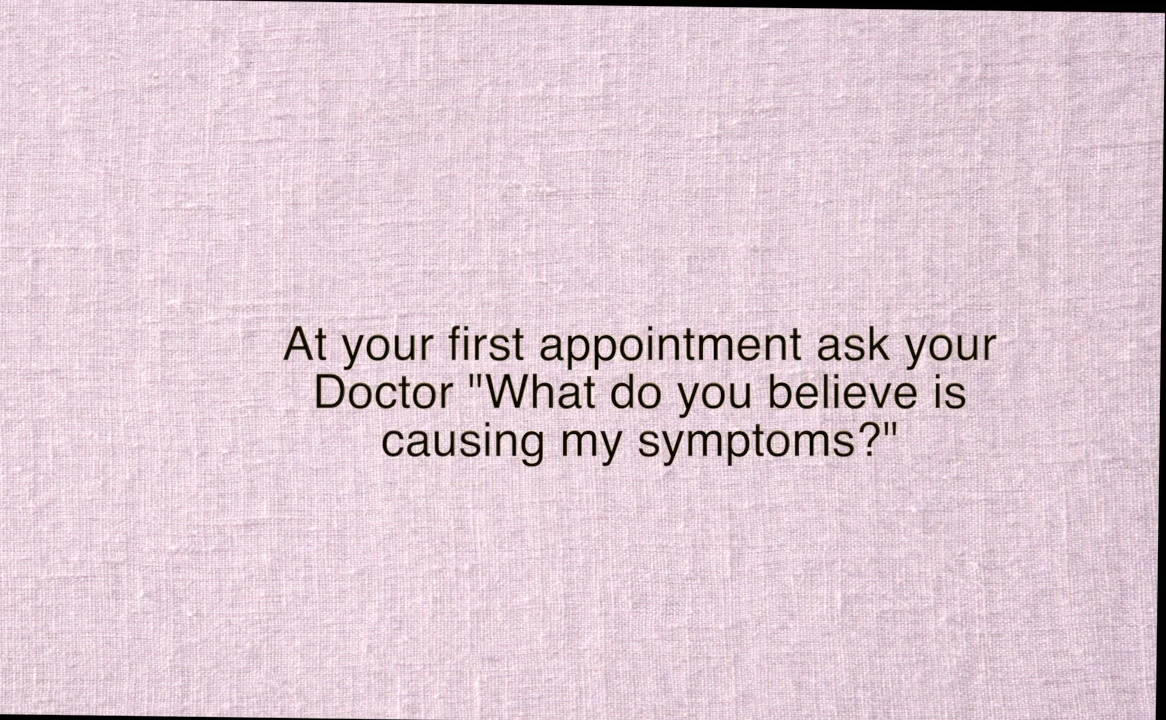 At your first appointment ask your
Doctor "What do you believe is
causing my symptoms?"